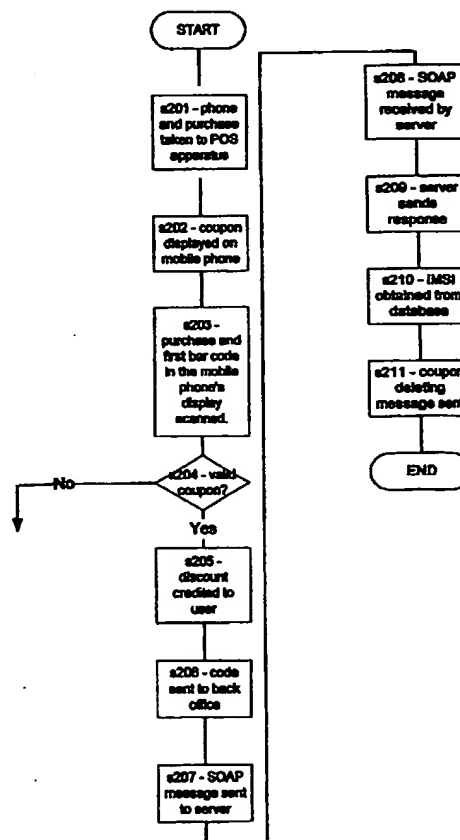 START
s201 - phone
and purchase
taken to POS
apparatus
s202 - coupon
displayed on
mobile phone
s203 -
purchase and
first bar code
in the mobile
phone's
display
scanned.
s204 - valid
coupon?
No
Yes
s205 -
discount
credited to
user
s206 - code
sent to back
office
s207 - SOAP
message sent
to server
s208 - SOAP
message
received by
server
s209 - server
sends
response
s210 - IMSI
obtained from
database
s211 - coupon
deleting
message sent
END